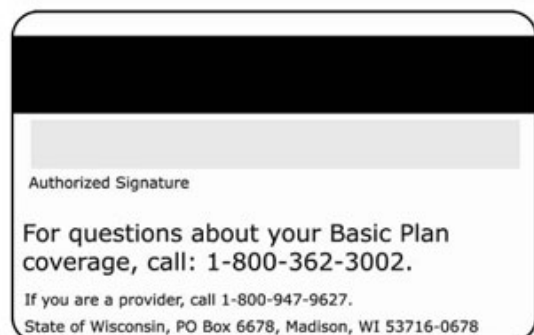 Authorized Signature
For questions about your Basic Plan
coverage, call: 1-800-362-3002.
If you are a provider, call 1-800-947-9627.
State of Wisconsin, PO Box 6678, Madison, WI 53716-0678